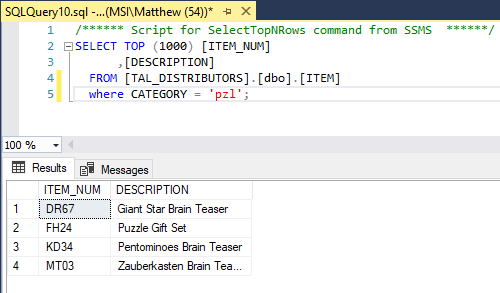 SQLQuery10.sql -...(MSI\Matthew (54))*
1 /****** Script for SelectTopNRows command from SSMS ******/
2 SELECT TOP (1000) [ITEM_NUM]
3 ,[DESCRIPTION]
4 FROM [TAL_DISTRIBUTORS].[dbo].[ITEM]
5 where CATEGORY = 'pzl';
100 %
Results Messages
ITEM_NUM DESCRIPTION
1 DR67 Giant Star Brain Teaser
2 FH24 Puzzle Gift Set
3 KD34 Pentominoes Brain Teaser
4 MT03 Zauberkasten Brain Tea...